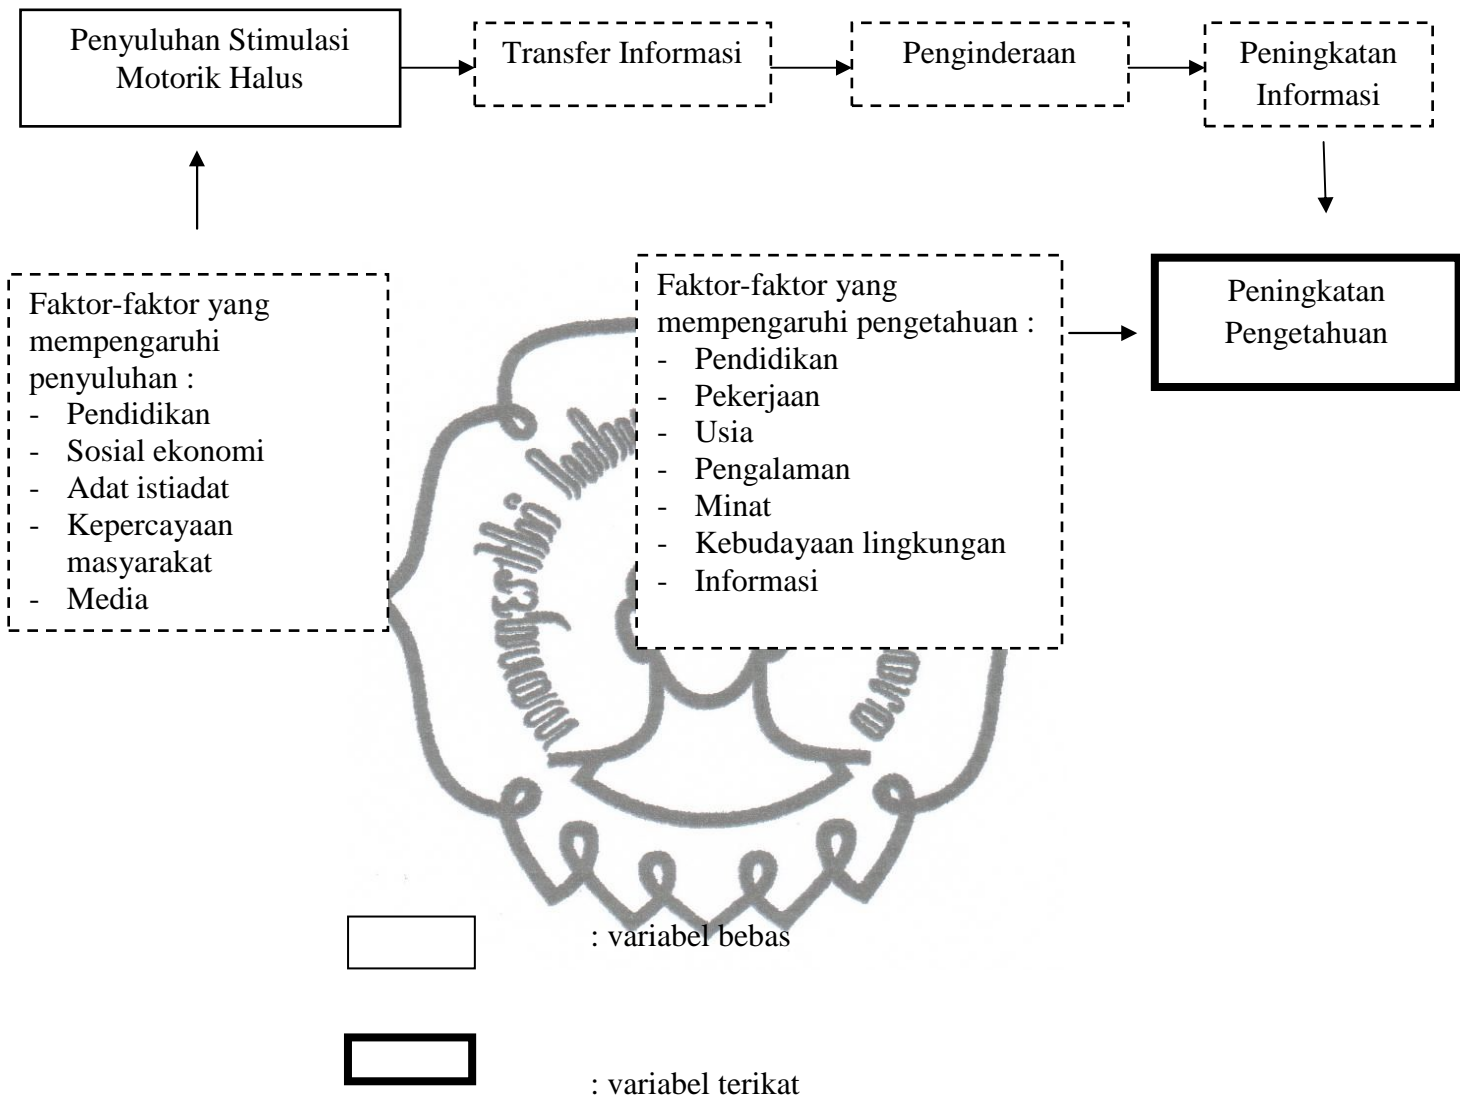 Penyuluhan Stimulasi
Motorik Halus
Transfer Informasi
Penginderaan
Peningkatan
Informasi
Faktor-faktor yang
mempengaruhi
penyuluhan :
- Pendidikan
- Sosial ekonomi
- Adat istiadat
- Kepercayaan
masyarakat
- Media
Faktor-faktor yang
mempengaruhi pengetahuan :
- Pendidikan
- Pekerjaan
- Usia
- Pengalaman
- Minat
- Kebudayaan lingkungan
- Informasi
Peningkatan
Pengetahuan
: variabel bebas
: variabel terikat